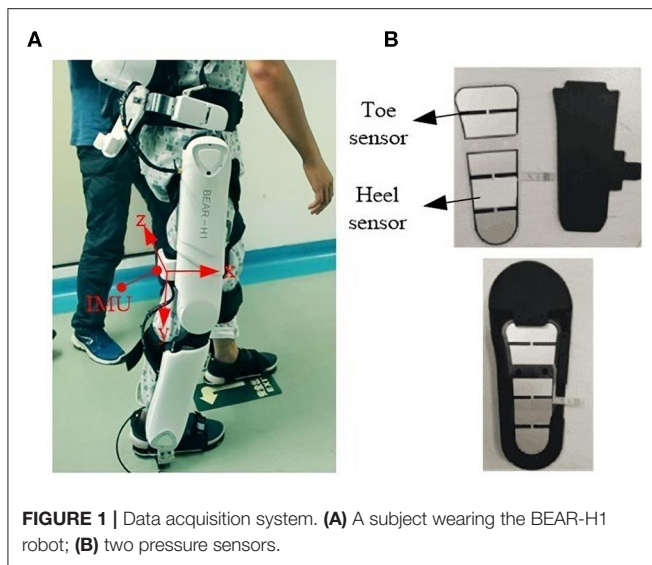 A
B
BEAR-H1
Z
X
Y
IMU
Toe
sensor
Heel
sensor
FIGURE 1 | Data acquisition system. (A) A subject wearing the BEAR-H1
robot; (B) two pressure sensors.